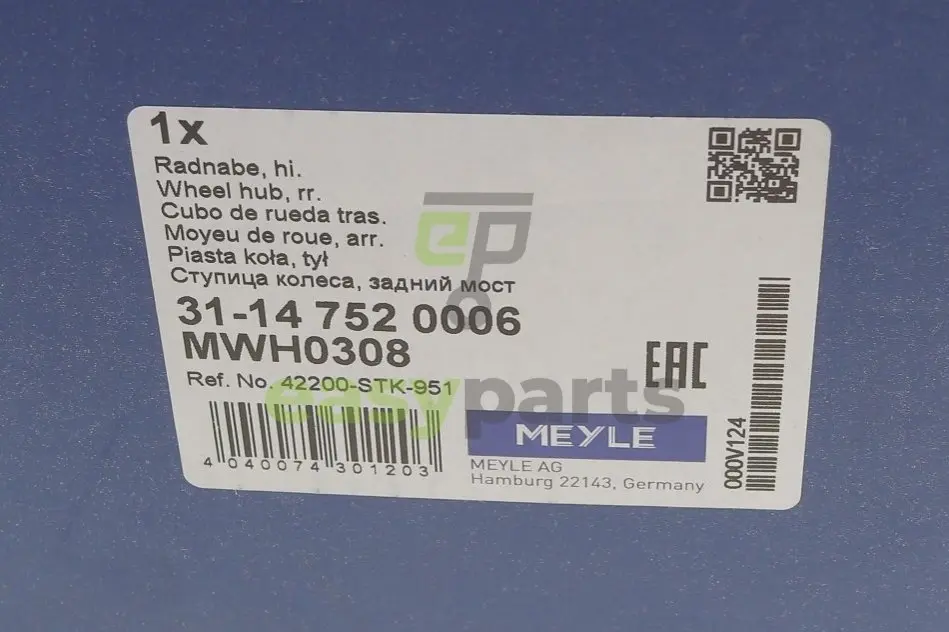 1x
Radnabe, hi.
Wheel hub, rr.
Cubo de rueda tras.
Moyeu de roue, arr.
Piasta koła, tył
Ступица колеса, задний мост
31-14 752 0006
MWH0308
Ref. No. 42200-STK-951
4 040074 301203
EAC
MEYLE
MEYLE AG
Hamburg 22143, Germany
000V124
ep
easyparts